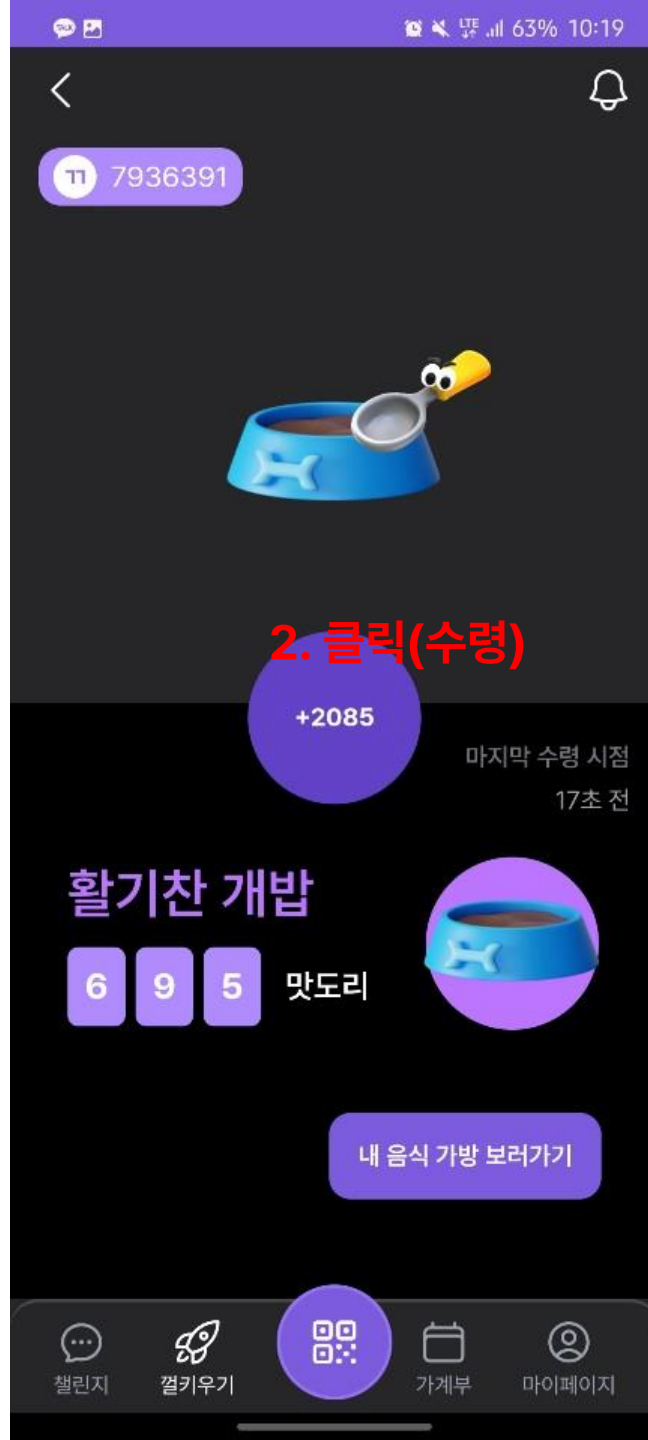 TALK LTE 63% 10:19
ㄲ 7936391
2. 클릭(수령)
+2085
마지막 수령 시점
17초 전
활기찬 개밥
6 9 5 맛도리
내 음식 가방 보러가기
챌린지 껄키우기 가계부 마이페이지